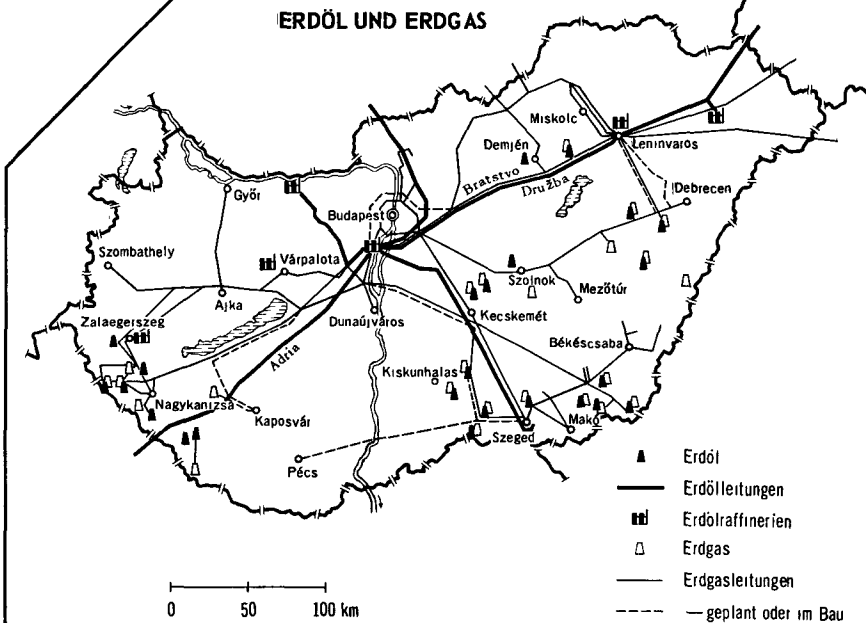 ERDÖL UND ERDGAS
Miskolc
Demjén
Leninváros
Bratstvo
Družba
Debrecen
Győr
Budapest
Szombathely
Várpalota
Szolnok
Mezőtúr
Ajka
Zalaegerszeg
Dunaújváros
Kecskemét
Békéscsaba
Adria
Kiskunhalas
Nagykanizsa
Kaposvár
Makó
Szeged
Pécs
Erdöl
Erdölleitungen
Erdölraffinerien
Erdgas
Erdgasleitungen
— geplant oder im Bau
0 50 100 km